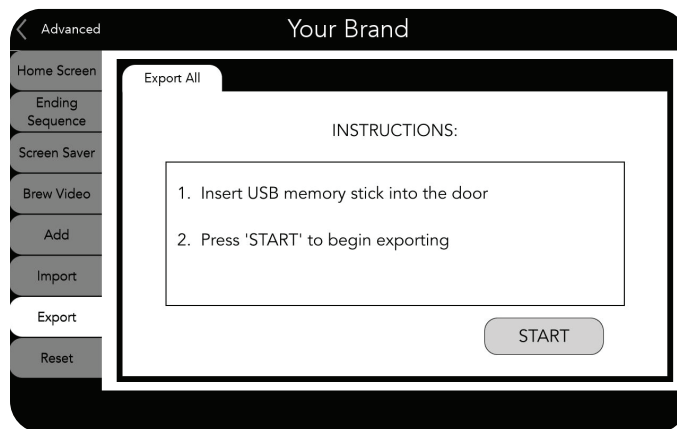 Advanced
Your Brand
Home Screen
Ending
Sequence
Screen Saver
Brew Video
Add
Import
Export
Reset
Export All
INSTRUCTIONS:
1. Insert USB memory stick into the door
2. Press 'START' to begin exporting
START